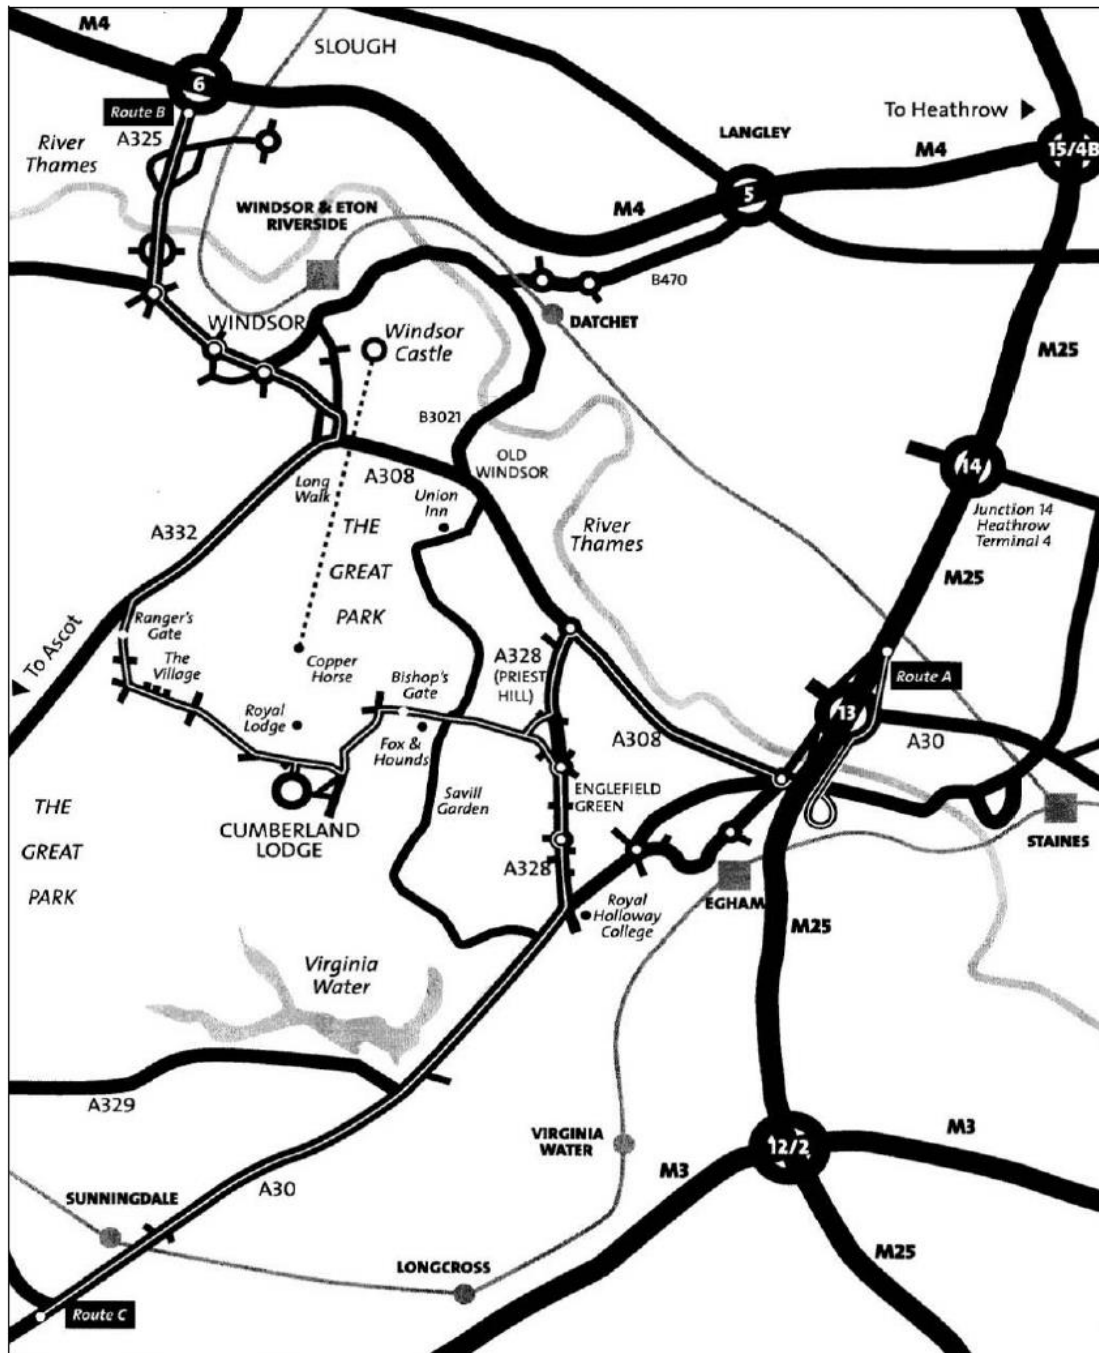 M4
SLOUGH
6
Route B
A325
River
Thames
To Heathrow
LANGLEY
M4
15/4B
5
WINDSOR & ETON
RIVERSIDE
M4
B470
WINDSOR
Windsor
Castle
DATCHET
M25
B3021
OLD
WINDSOR
A308
Long
Walk
Union
Inn
14
Junction 14
Heathrow
Terminal 4
A332
THE
GREAT
PARK
River
Thames
M25
To Ascot
Ranger's
Gate
The
Village
Copper
Horse
Bishop's
Gate
A328
(PRIEST
HILL)
Route A
13
Royal
Lodge
Fox &
Hounds
A308
A30
THE
GREAT
PARK
Savill
Garden
ENGLEFIELD
GREEN
CUMBERLAND
LODGE
STAINES
A328
EGHAM
Royal
Holloway
College
M25
Virginia
Water
A329
VIRGINIA
WATER
12/2
M3
M3
A30
SUNNINGDALE
M25
LONGCROSS
Route C